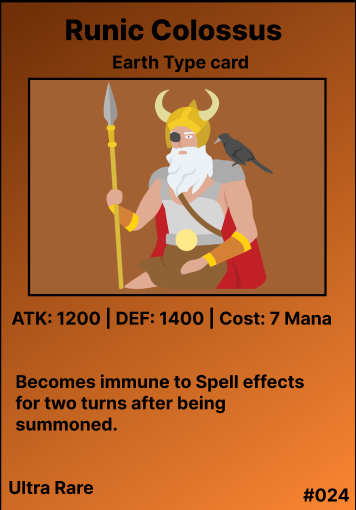 Runic Colossus
Earth Type card
ATK: 1200 | DEF: 1400 | Cost: 7 Mana
Becomes immune to Spell effects
for two turns after being
summoned.
Ultra Rare
#024